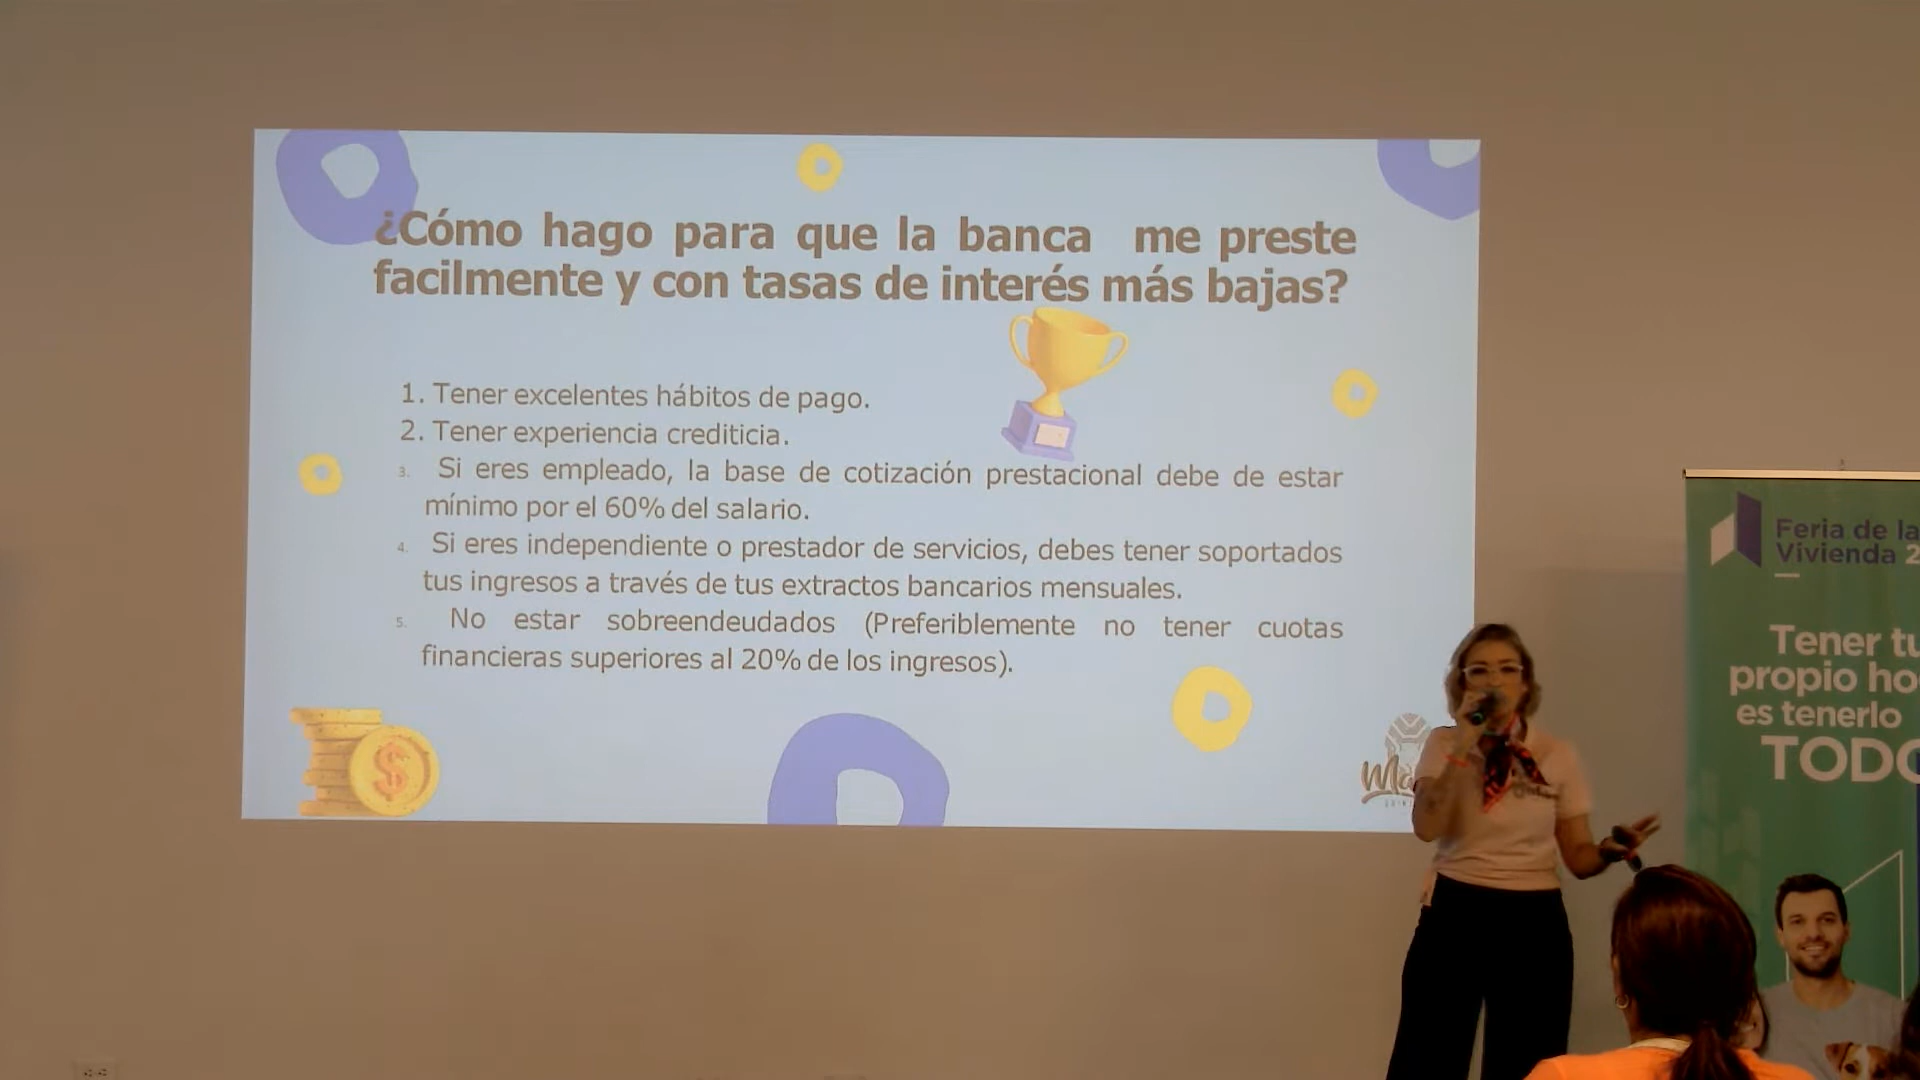 ¿Cómo hago para que la banca me preste
facilmente y con tasas de interés más bajas?
1. Tener excelentes hábitos de pago.
2. Tener experiencia crediticia.
3. Si eres empleado, la base de cotización prestacional debe de estar
mínimo por el 60% del salario.
4. Si eres independiente o prestador de servicios, debes tener soportados
tus ingresos a través de tus extractos bancarios mensuales.
5. No estar sobreendeudados (Preferiblemente no tener cuotas
financieras superiores al 20% de los ingresos).
$
Feria de la
Vivienda 2
Tener tu
propio ho
es tenerlo
TODO